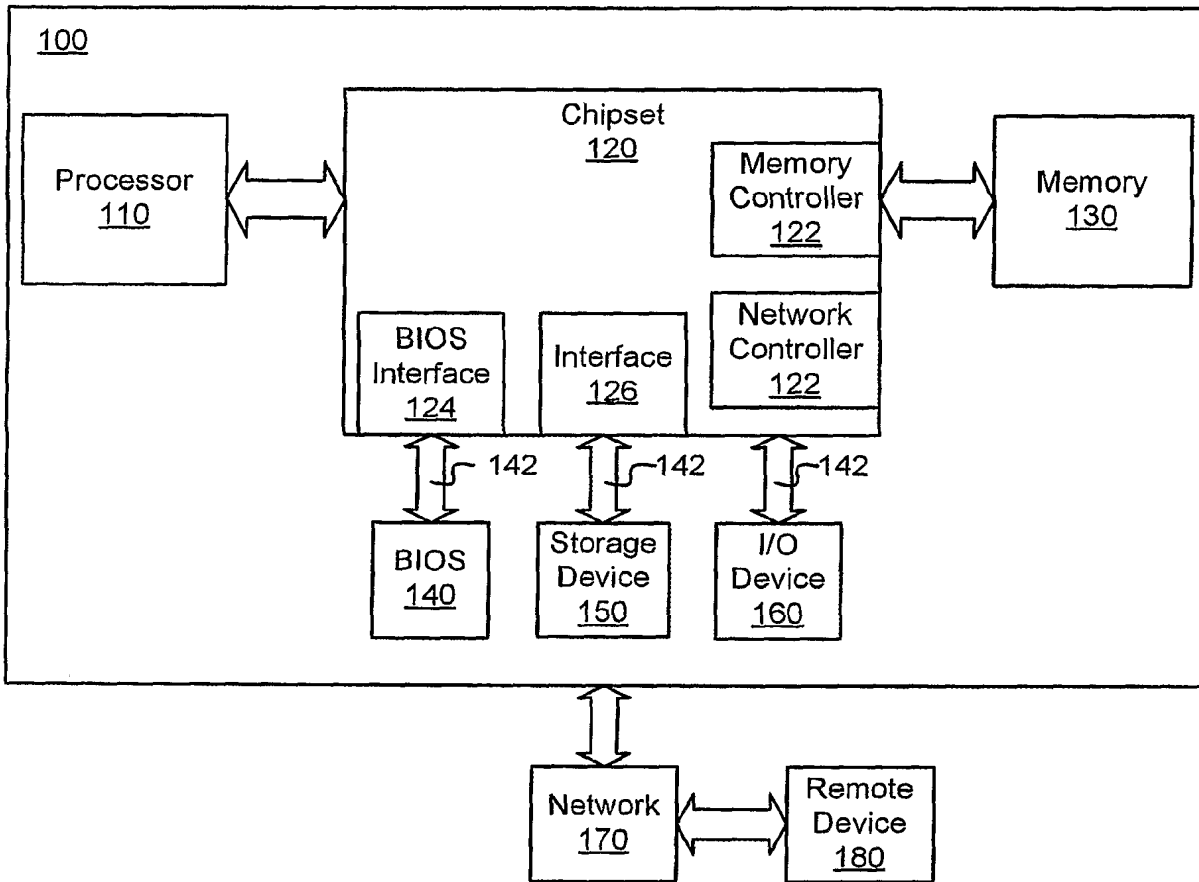 100
Processor
110
Chipset
120
Memory
Controller
122
Memory
130
BIOS
Interface
124
Interface
126
Network
Controller
122
142
142
142
BIOS
140
Storage
Device
150
I/O
Device
160
Network
170
Remote
Device
180